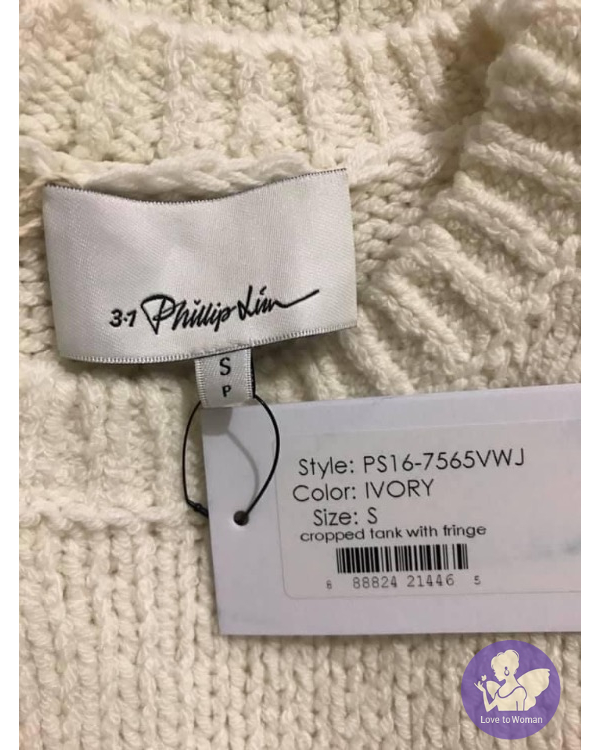 3.1 Phillip Lim
S
P
Style: PS16-7565VWJ
Color: IVORY
Size: S
cropped tank with fringe
8 88824 21446 5
Love to Woman